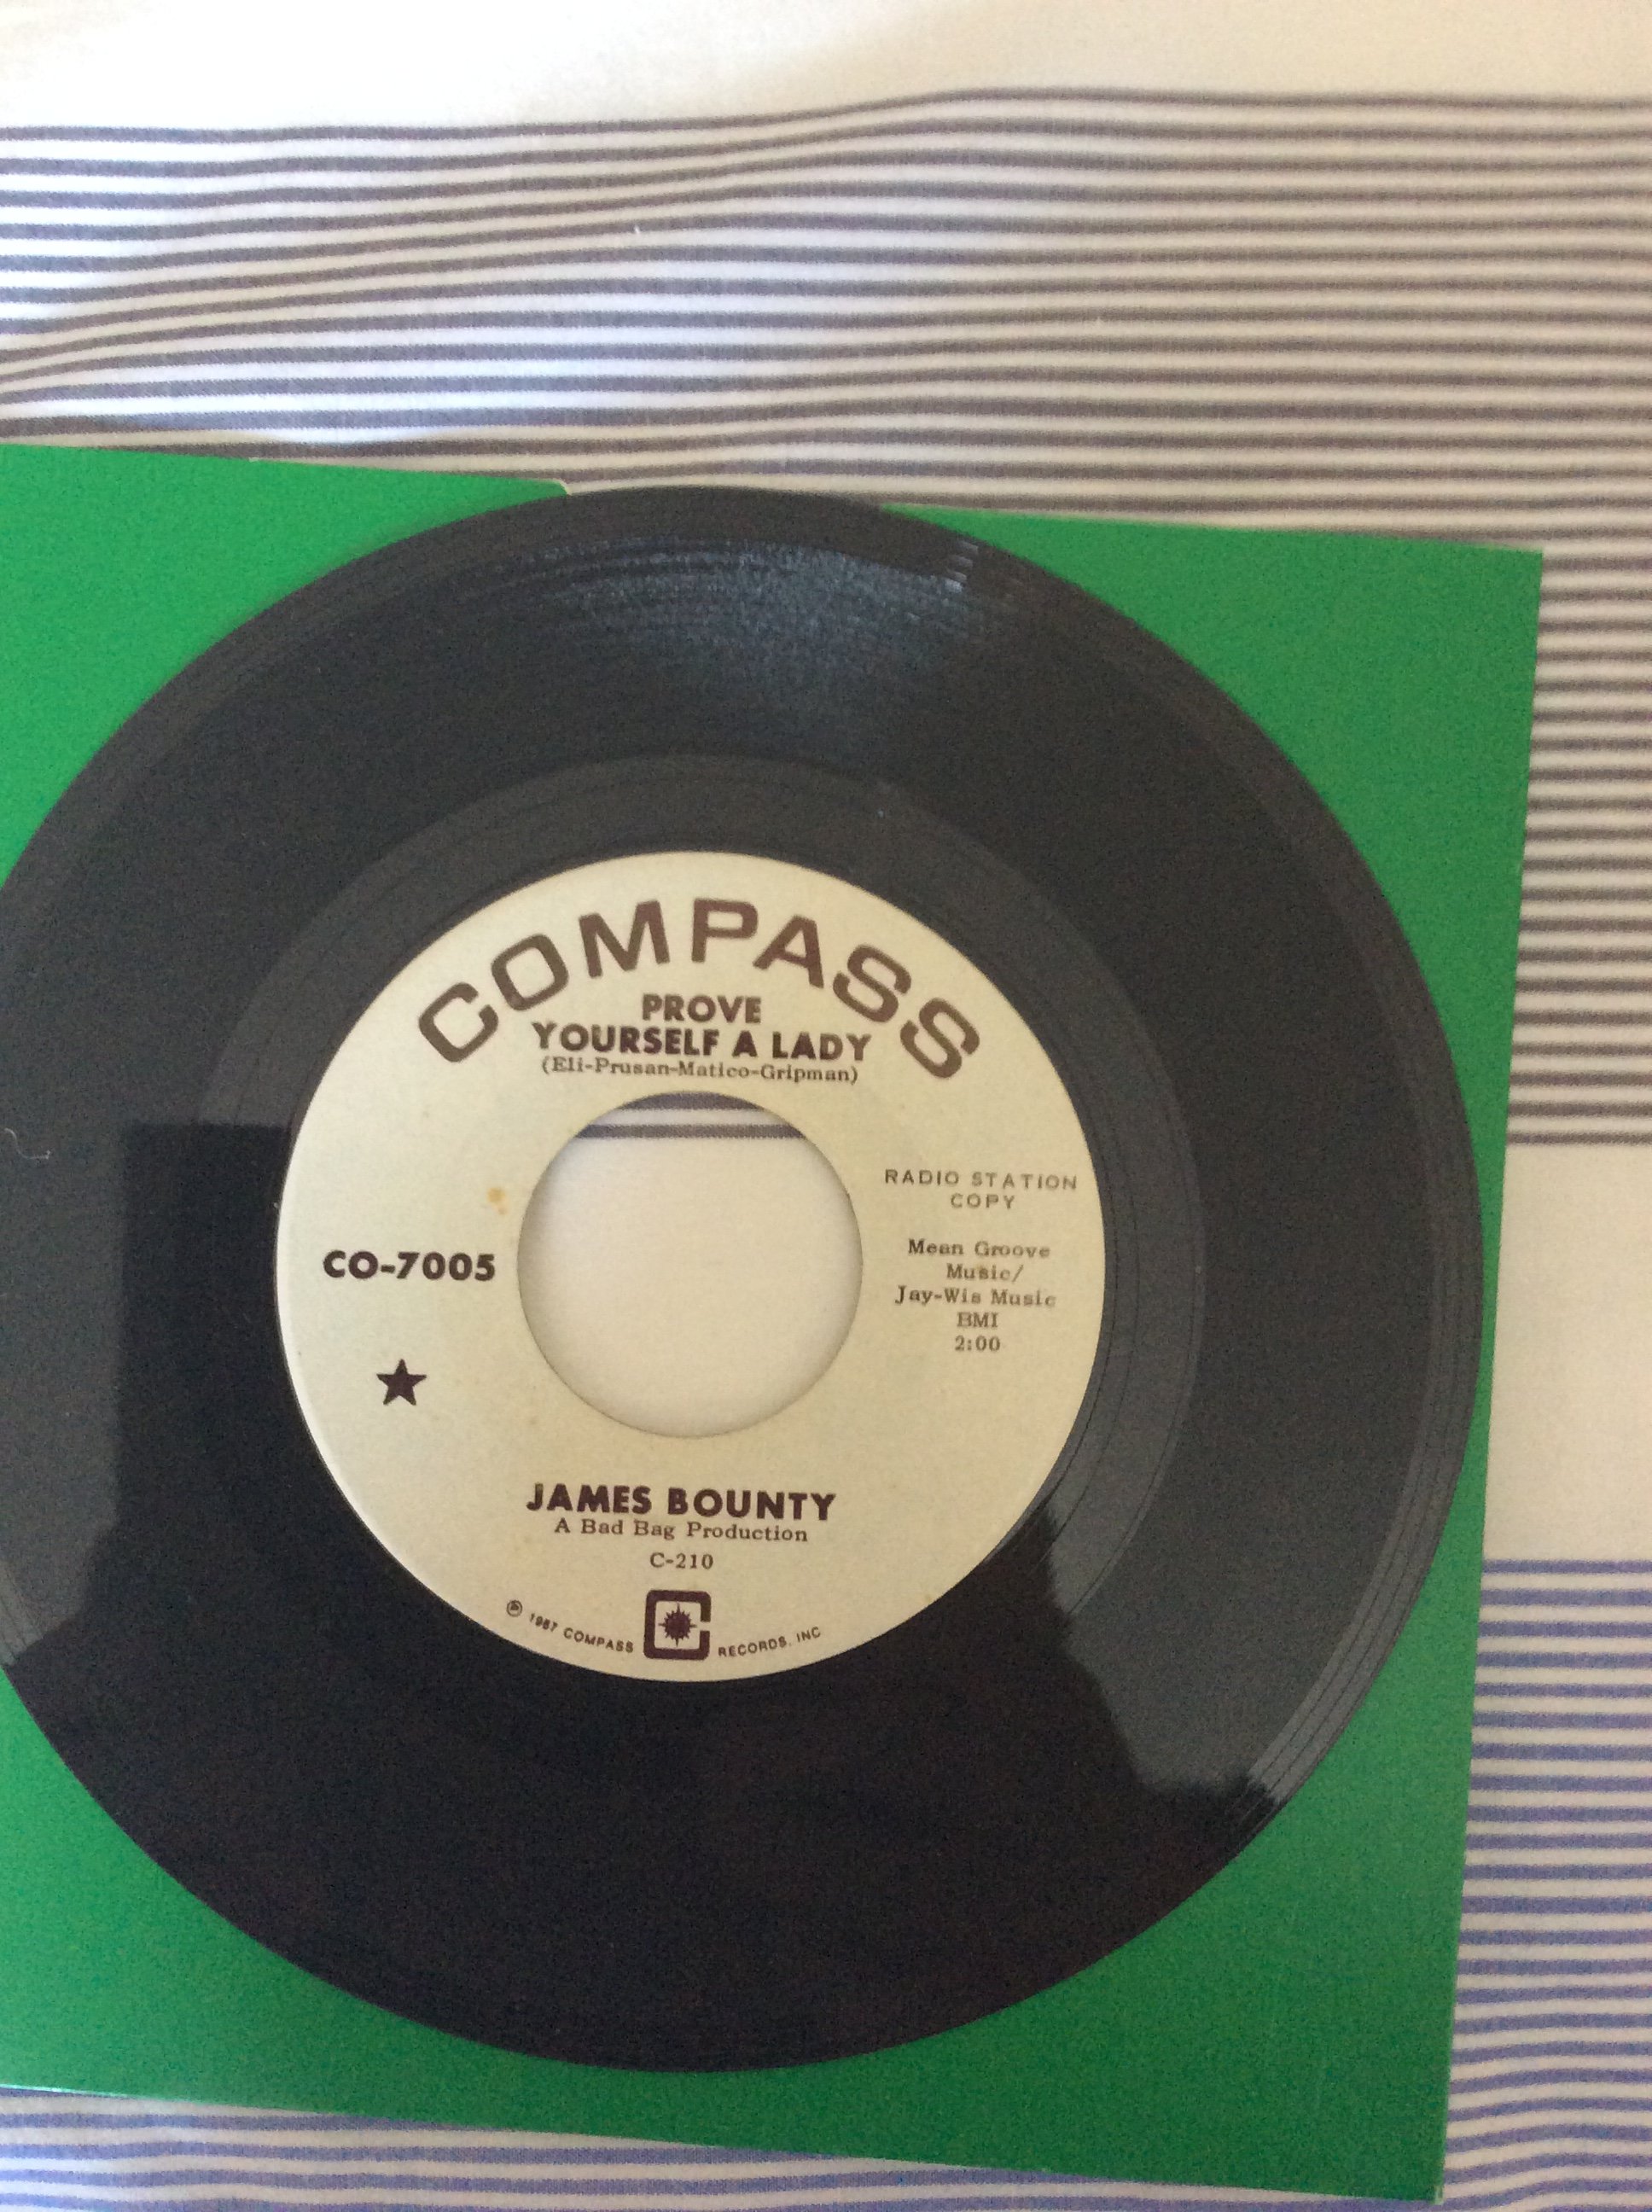 COMPASS
PROVE
YOURSELF A LADY
(Eli-Prusan-Matico-Gripman)
RADIO STATION
COPY
CO-7005
Mean Groove
Music/
Jay-Wis Music
BMI
2:00
★
JAMES BOUNTY
A Bad Bag Production
C-210
℗ 1967 COMPASS RECORDS, INC